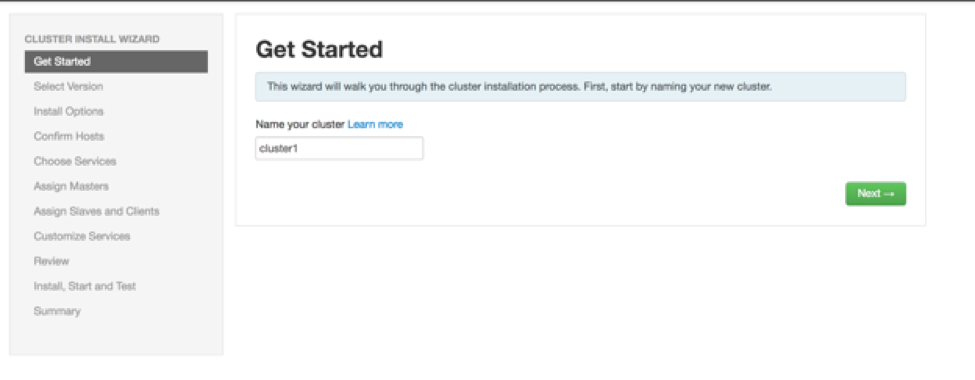 CLUSTER INSTALL WIZARD
Get Started
Select Version
Install Options
Confirm Hosts
Choose Services
Assign Masters
Assign Slaves and Clients
Customize Services
Review
Install, Start and Test
Summary
Get Started
This wizard will walk you through the cluster installation process. First, start by naming your new cluster.
Name your cluster Learn more
cluster1
Next →